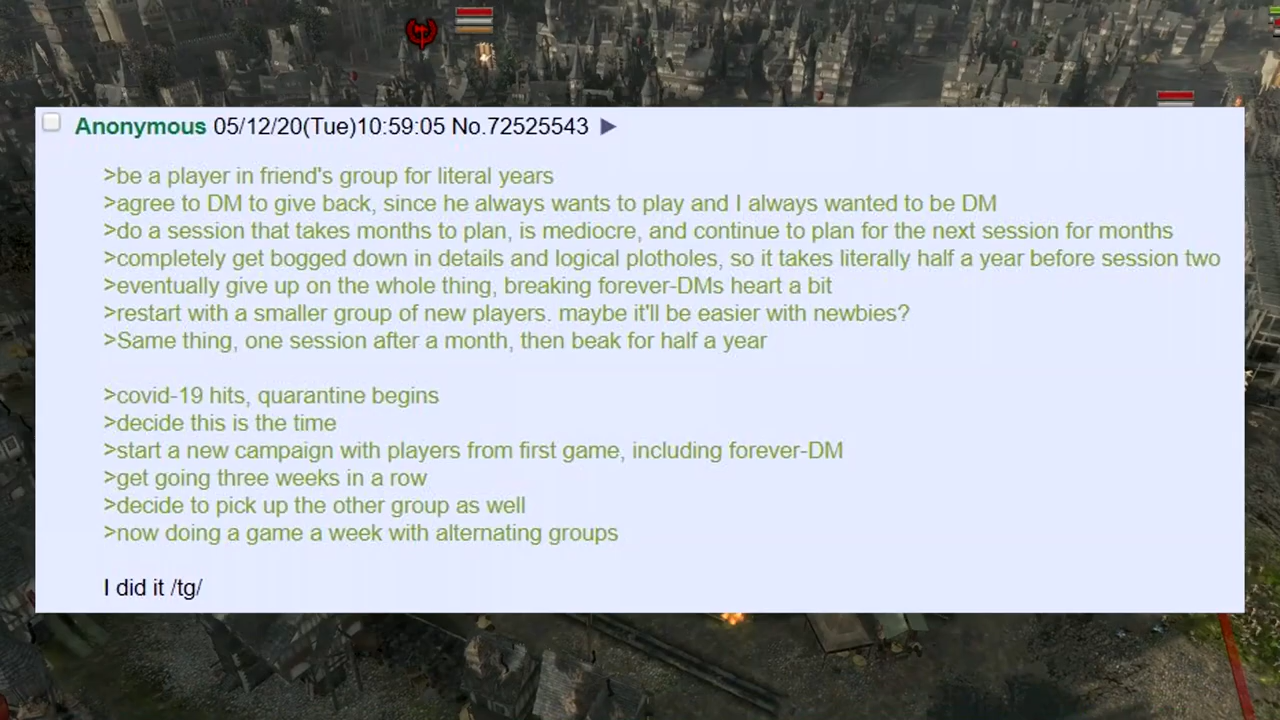 Anonymous 05/12/20(Tue)10:59:05 No.72525543
>be a player in friend's group for literal years
>agree to DM to give back, since he always wants to play and I always wanted to be DM
>do a session that takes months to plan, is mediocre, and continue to plan for the next session for months
>completely get bogged down in details and logical plotholes, so it takes literally half a year before session two
>eventually give up on the whole thing, breaking forever-DMs heart a bit
>restart with a smaller group of new players. maybe it'll be easier with newbies?
>Same thing, one session after a month, then beak for half a year
>covid-19 hits, quarantine begins
>decide this is the time
>start a new campaign with players from first game, including forever-DM
>get going three weeks in a row
>decide to pick up the other group as well
>now doing a game a week with alternating groups
I did it /tg/